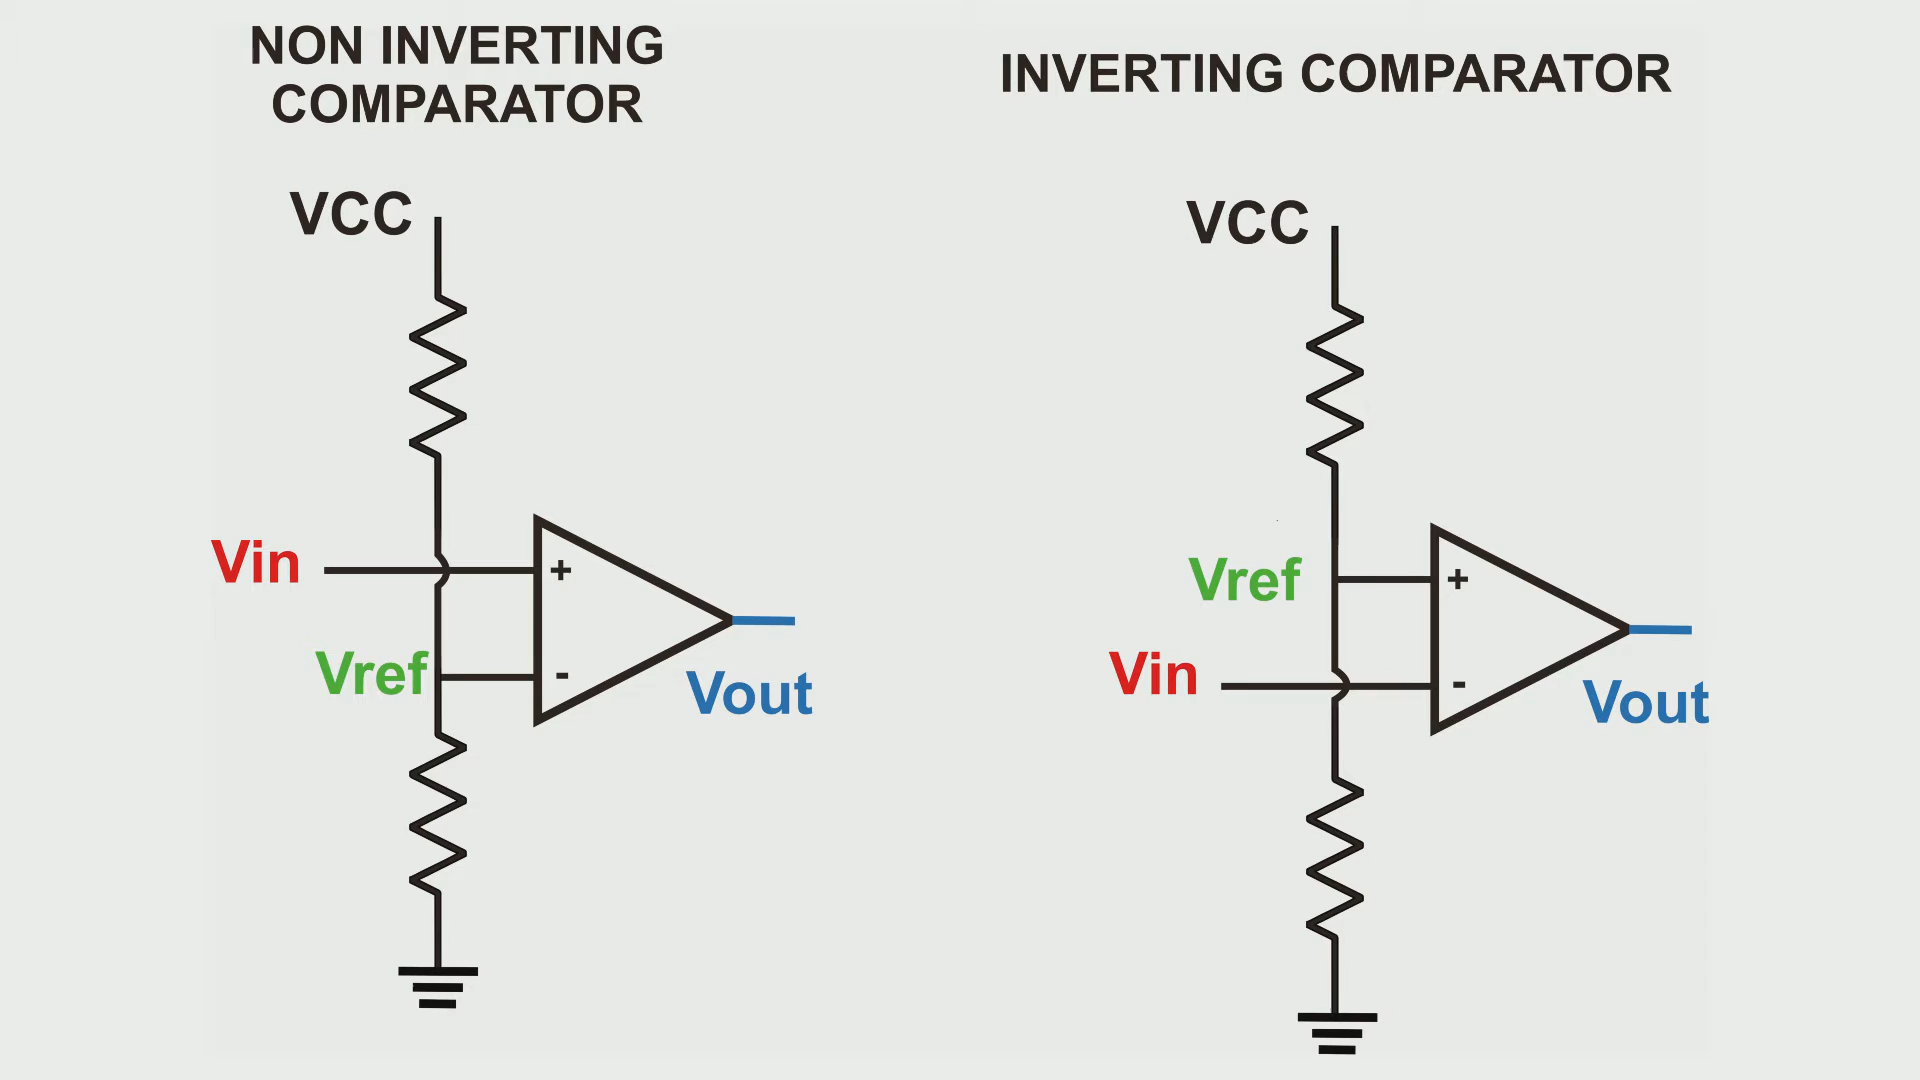 NON INVERTING
COMPARATOR
VCC
Vin
+
Vref
-
Vout
INVERTING COMPARATOR
VCC
Vref
+
Vin
-
Vout